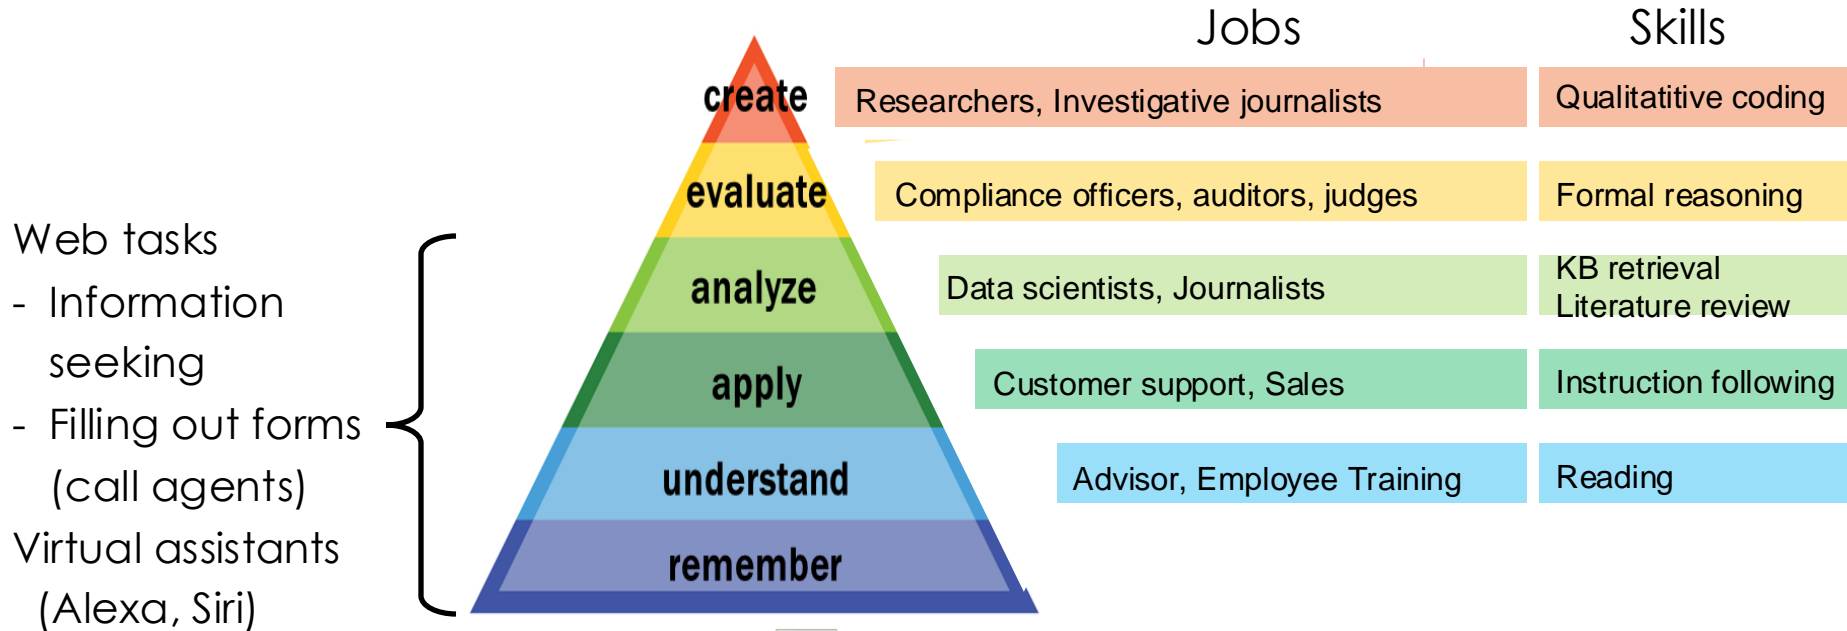 Jobs
Skills
create
Researchers, Investigative journalists
Qualitatitive coding
evaluate
Compliance officers, auditors, judges
Formal reasoning
Web tasks
- Information
seeking
- Filling out forms
(call agents)
Virtual assistants
(Alexa, Siri)
analyze
Data scientists, Journalists
KB retrieval
Literature review
apply
Customer support, Sales
Instruction following
understand
Advisor, Employee Training
Reading
remember